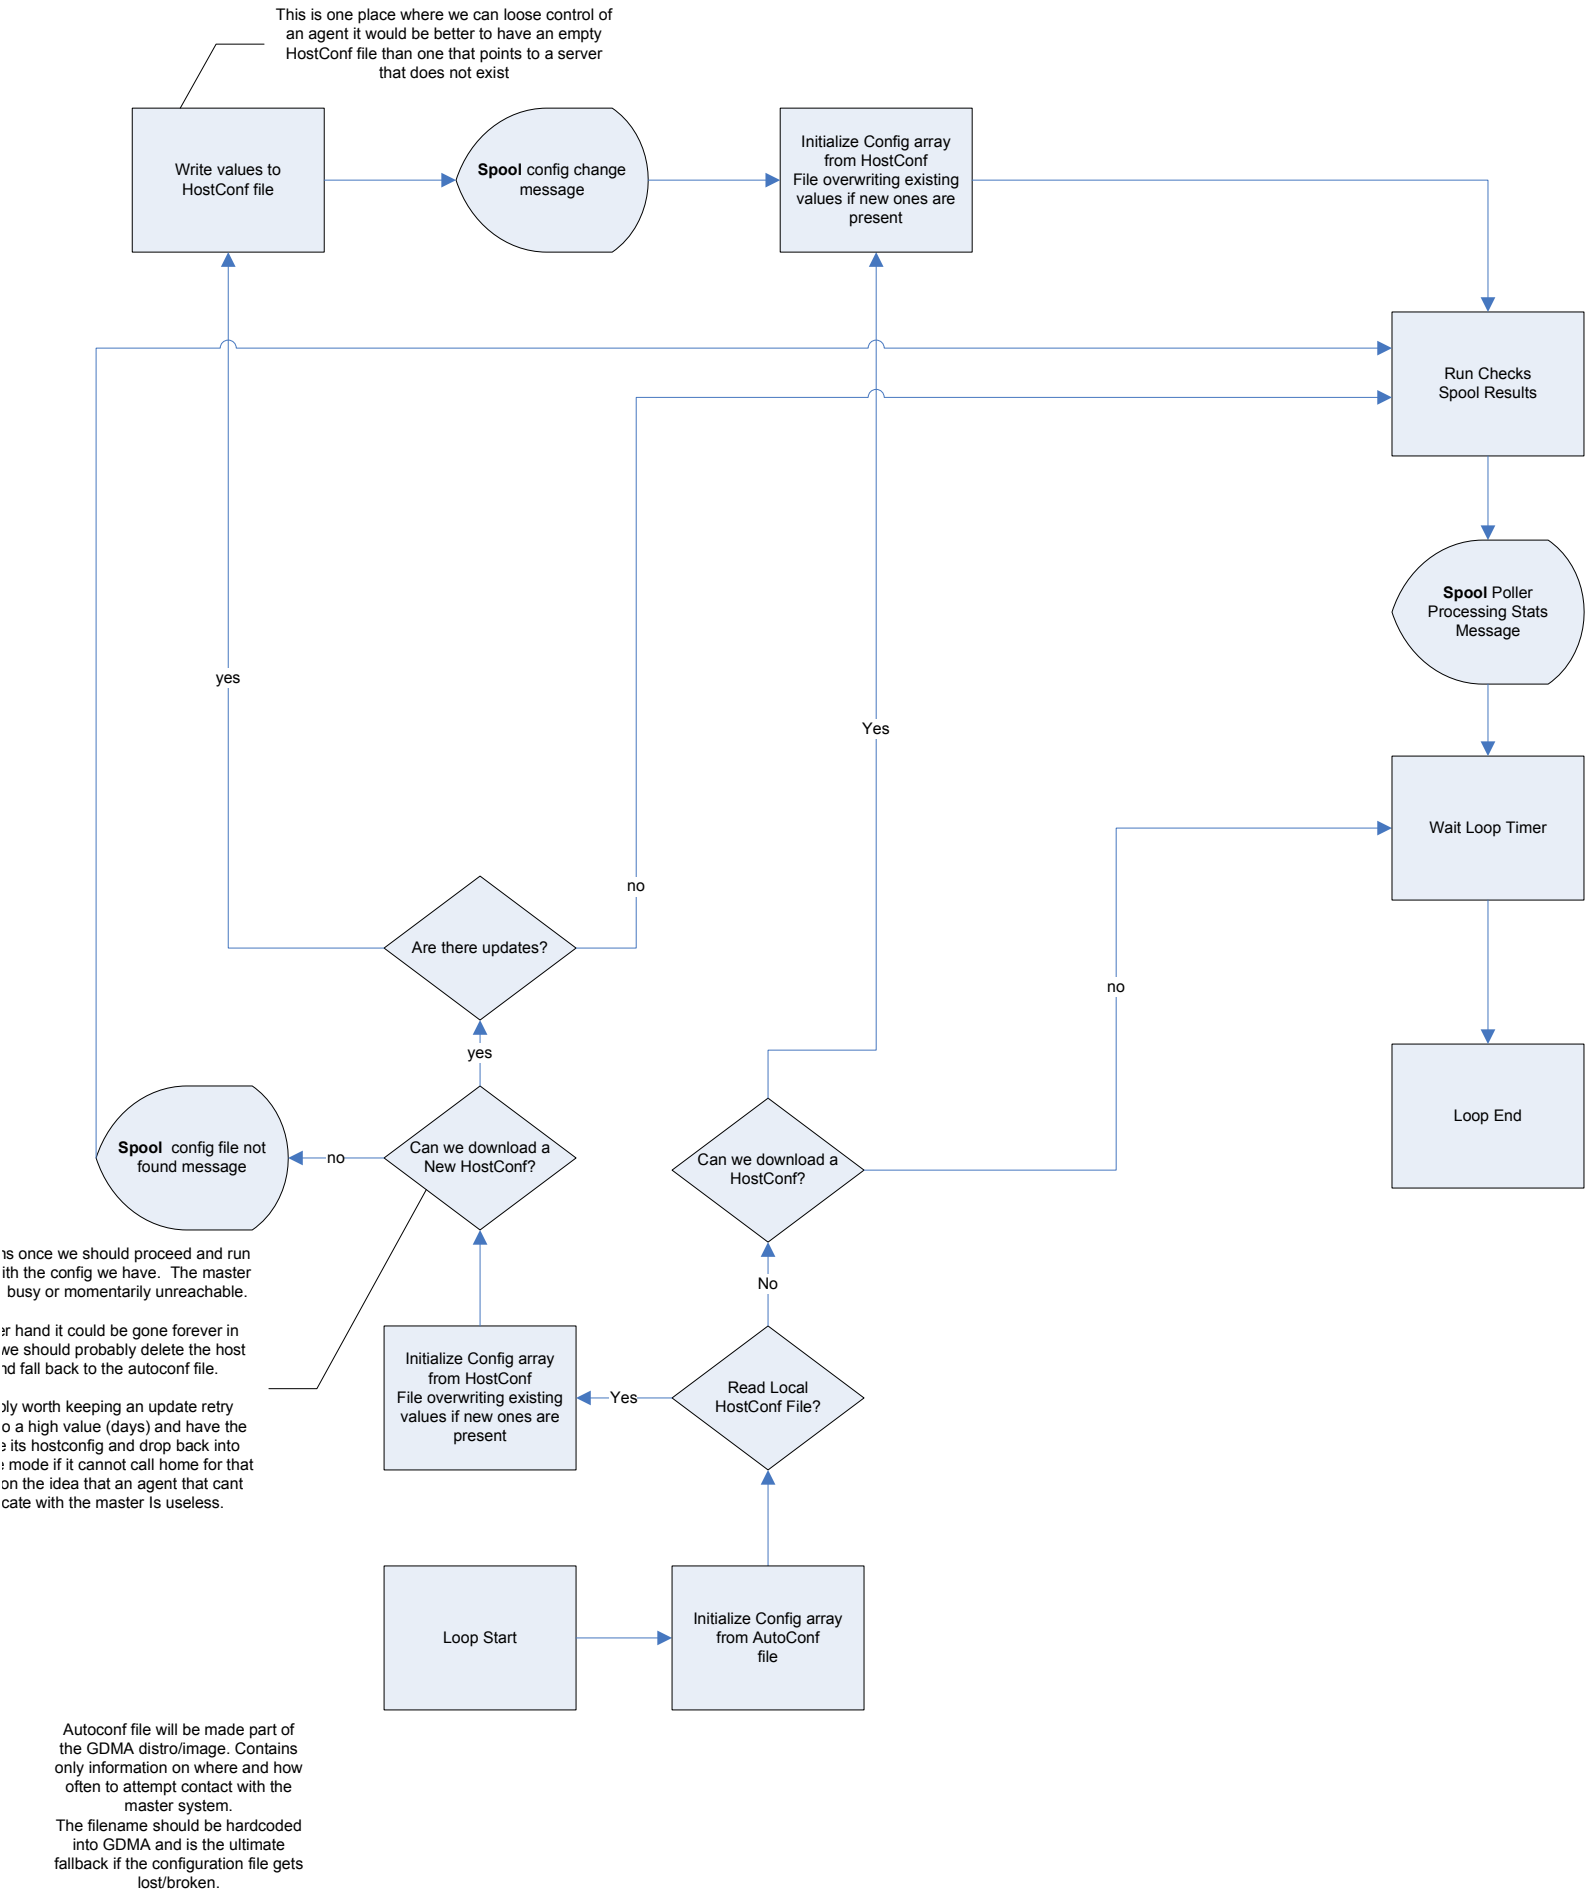 This is one place where we can loose control of
an agent it would be better to have an empty
HostConf file than one that points to a server
that does not exist
Write values to
HostConf file
Spool config change
message
Initialize Config array
from HostConf
File overwriting existing
values if new ones are
present
Run Checks
Spool Results
Spool Poller
Processing Stats
Message
yes
Yes
Wait Loop Timer
no
Are there updates?
no
yes
Loop End
Spool config file not
found message
no
Can we download a
New HostConf?
Can we download a
HostConf?
once we should proceed and run
with the config we have. The master
busy or momentarily unreachable.
hand it could be gone forever in
we should probably delete the host
and fall back to the autoconf file.
worth keeping an update retry
a high value (days) and have the
its hostconfig and drop back into
mode if it cannot call home for that
on the idea that an agent that cant
with the master Is useless.
No
Initialize Config array
from HostConf
File overwriting existing
values if new ones are
present
Yes
Read Local
HostConf File?
Loop Start
Initialize Config array
from AutoConf
file
Autoconf file will be made part of
the GDMA distro/image. Contains
only information on where and how
often to attempt contact with the
master system.
The filename should be hardcoded
into GDMA and is the ultimate
fallback if the configuration file gets
lost/broken.